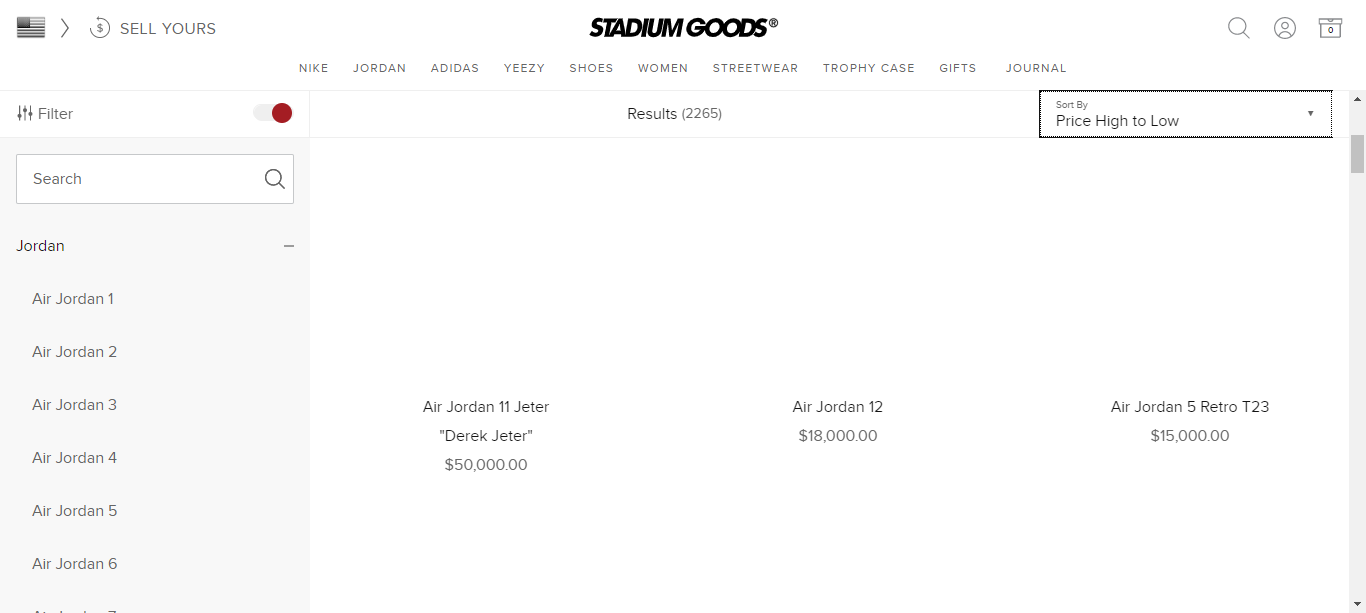 $ SELL YOURS
STADIUM GOODS®
0
NIKE JORDAN ADIDAS YEEZY SHOES WOMEN STREETWEAR TROPHY CASE GIFTS JOURNAL
Filter
Results (2265)
Sort By
Price High to Low
Search
Jordan
Air Jordan 1
Air Jordan 2
Air Jordan 3
Air Jordan 4
Air Jordan 5
Air Jordan 6
Air Jordan 11 Jeter
"Derek Jeter"
$50,000.00
Air Jordan 12
$18,000.00
Air Jordan 5 Retro T23
$15,000.00